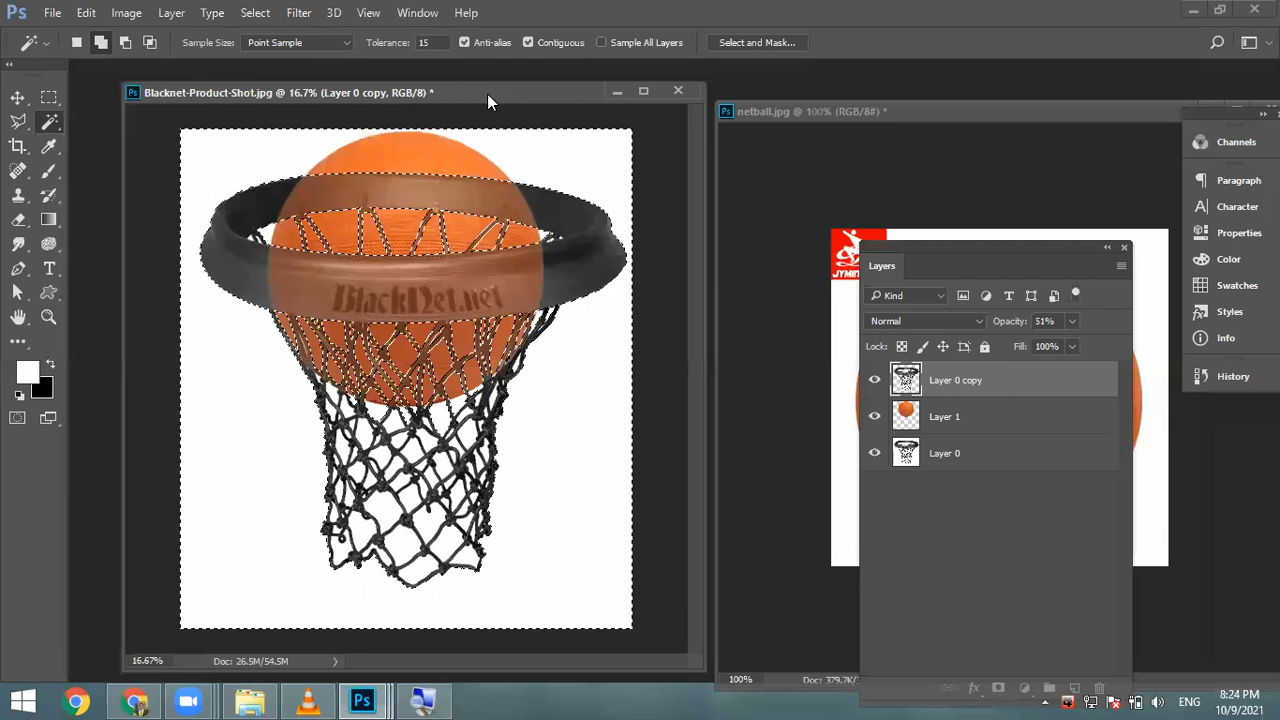 Ps File Edit Image Layer Type Select Filter 3D View Window Help
Sample Size: Point Sample Tolerance: 15 Anti-alias Contiguous Sample All Layers Select and Mask...
Ps Blacknet-Product-Shot.jpg @ 16.7% (Layer 0 copy, RGB/8) *
Ps netball.jpg @ 100% (RGB/8#) *
BlackNet.net
16.67% Doc: 26.5M/54.5M
100%
Layers
Kind
Normal Opacity: 51%
Lock: Fill: 100%
Layer 0 copy
Layer 1
Layer 0
fx
Channels
Paragraph
Character
Properties
Color
Swatches
Styles
Info
History
Ps
ENG
8:24 PM
10/9/2021